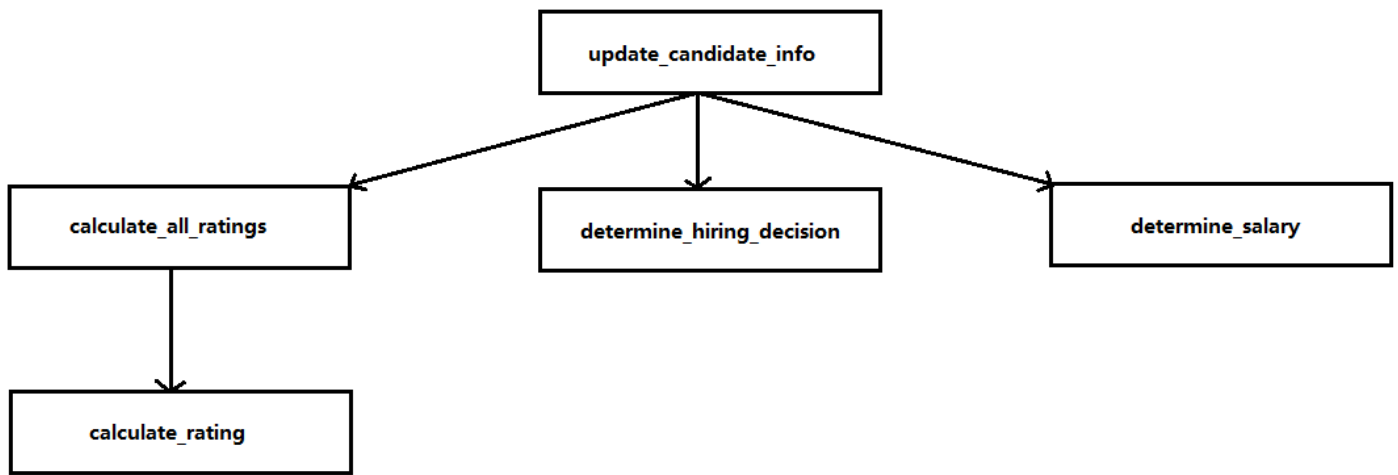 update_candidate_info
calculate_all_ratings
determine_hiring_decision
determine_salary
calculate_rating